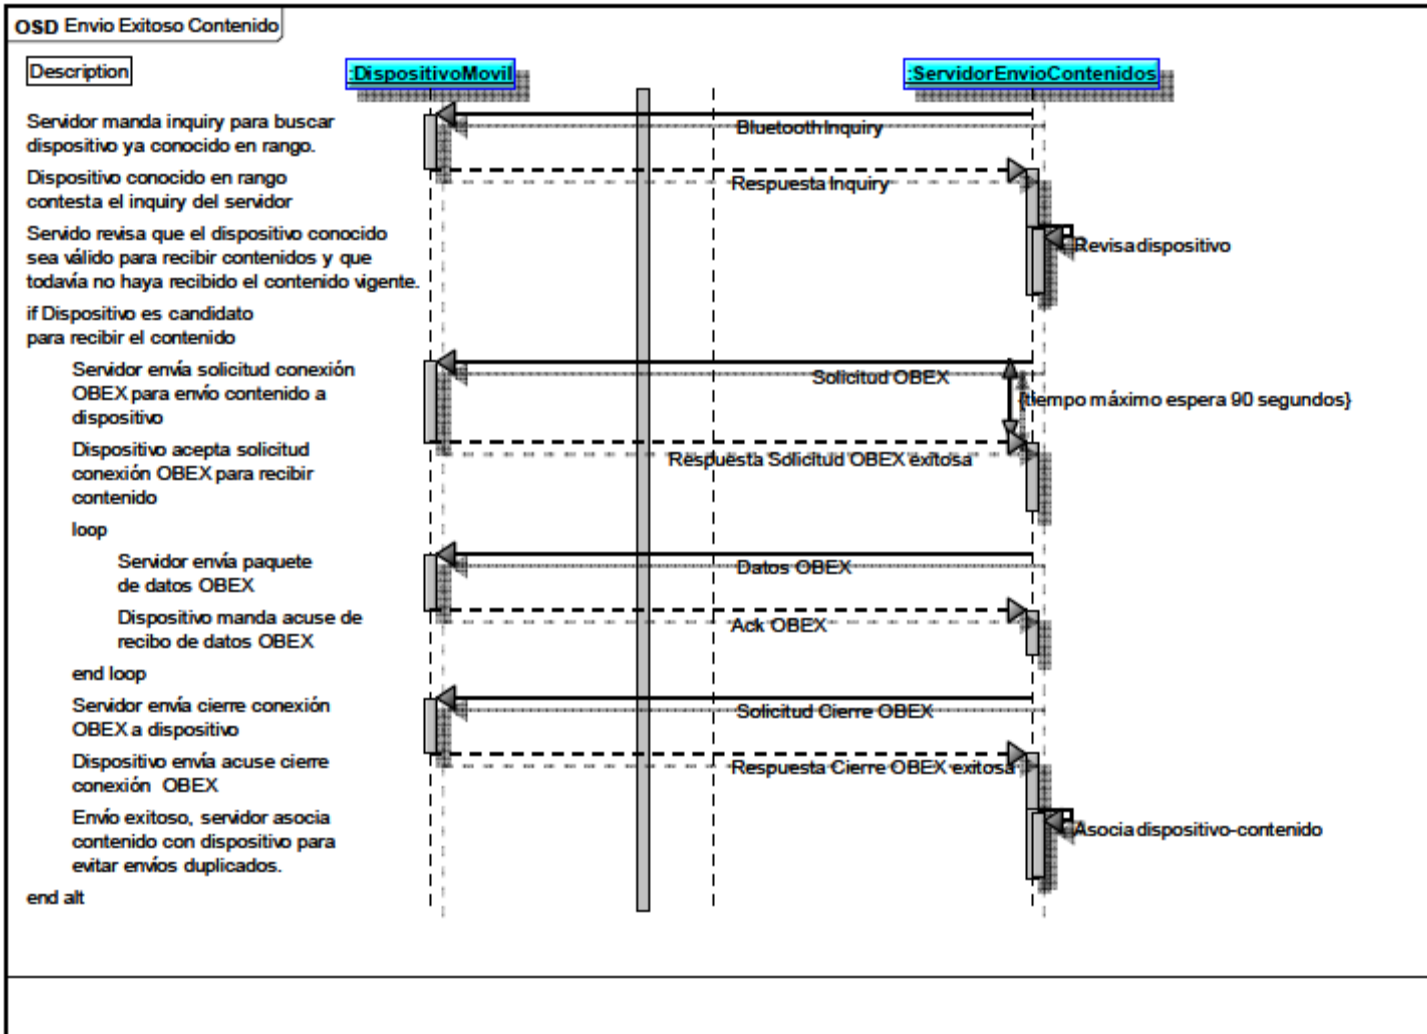 OSD Envio Exitoso Contenido
Description
:DispositivoMovil
:ServidorEnvioContenidos
Servidor manda inquiry para buscar
dispositivo ya conocido en rango.
Bluetooth Inquiry
Dispositivo conocido en rango
contesta el inquiry del servidor
Respuesta Inquiry
Servido revisa que el dispositivo conocido
sea válido para recibir contenidos y que
todavía no haya recibido el contenido vigente.
Revisa dispositivo
if Dispositivo es candidato
para recibir el contenido
Servidor envía solicitud conexión
OBEX para envío contenido a
dispositivo
Solicitud OBEX
{tiempo máximo espera 90 segundos}
Dispositivo acepta solicitud
conexión OBEX para recibir
contenido
Respuesta Solicitud OBEX exitosa
loop
Servidor envía paquete
de datos OBEX
Datos OBEX
Dispositivo manda acuse de
recibo de datos OBEX
Ack OBEX
end loop
Servidor envía cierre conexión
OBEX a dispositivo
Solicitud Cierre OBEX
Dispositivo envía acuse cierre
conexión OBEX
Respuesta Cierre OBEX exitosa
Envío exitoso, servidor asocia
contenido con dispositivo para
evitar envíos duplicados.
Asocia dispositivo-contenido
end alt